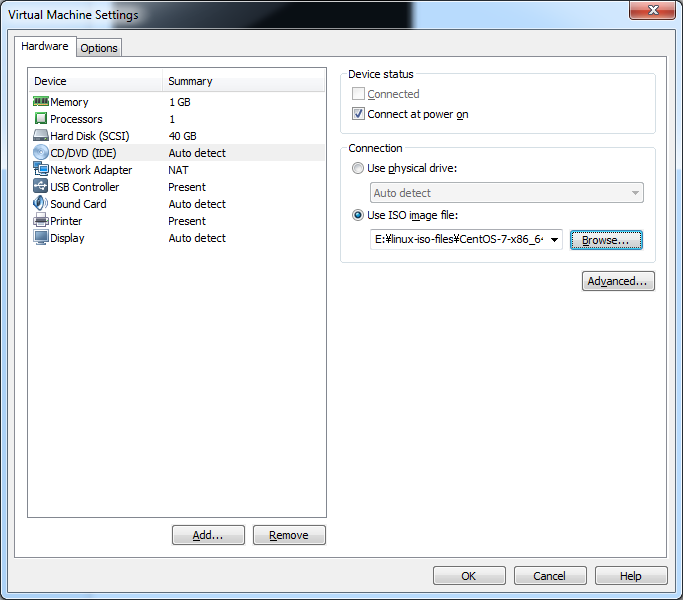 Virtual Machine Settings
Hardware Options
Device Summary
Memory 1 GB
Processors 1
Hard Disk (SCSI) 40 GB
CD/DVD (IDE) Auto detect
Network Adapter NAT
USB Controller Present
Sound Card Auto detect
Printer Present
Display Auto detect
Add... Remove
Device status
Connected
Connect at power on
Connection
Use physical drive:
Auto detect
Use ISO image file:
E:¥linux-iso-files¥CentOS-7-x86_64 Browse...
Advanced...
OK Cancel Help